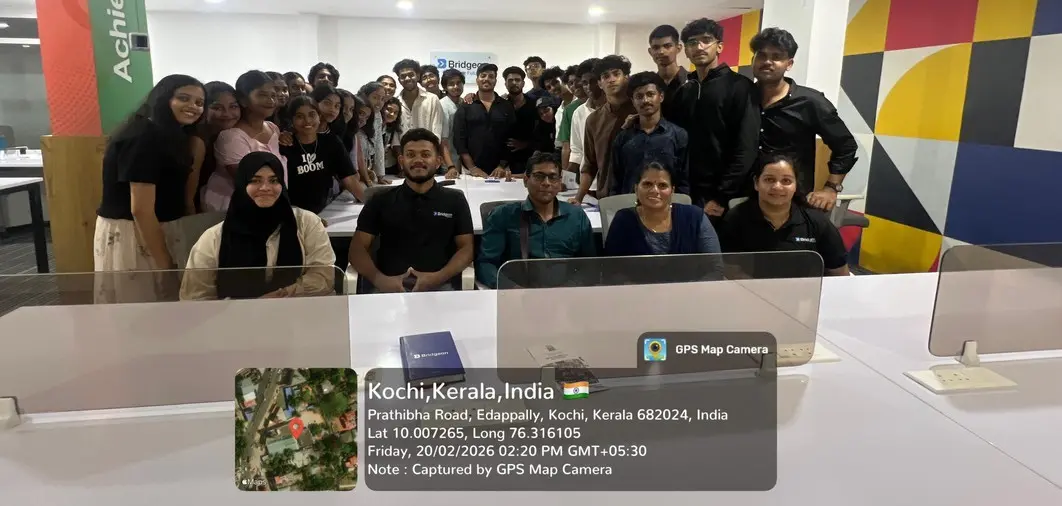 Achie
Bridgeon
I
BOOM
Bridgeon
GPS Map Camera
Kochi,Kerala,India
Prathibha Road, Edappally, Kochi, Kerala 682024, India
Lat 10.007265, Long 76.316105
Friday, 20/02/2026 02:20 PM GMT+05:30
Note : Captured by GPS Map Camera
Maps